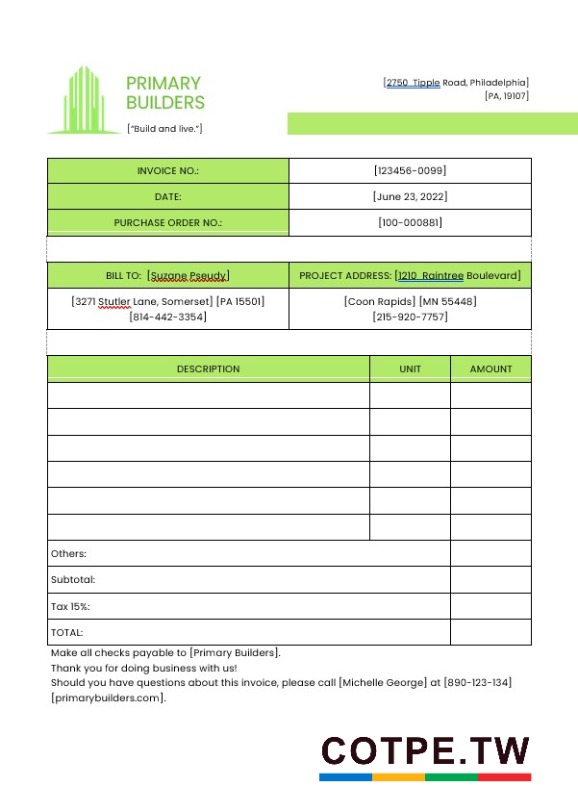 PRIMARY
BUILDERS
["Build and live."]
[2750 Tipple Road, Philadelphia]
[PA, 19107]
INVOICE NO.: [123456-0099]
DATE: [June 23, 2022]
PURCHASE ORDER NO.: [100-000881]
BILL TO: [Suzane Pseudy] PROJECT ADDRESS: [1210 Raintree Boulevard]
[3271 Stutler Lane, Somerset] [PA 15501] [Coon Rapids] [MN 55448]
[814-442-3354] [215-920-7757]
DESCRIPTION UNIT AMOUNT
Others:
Subtotal:
Tax 15%:
TOTAL:
Make all checks payable to [Primary Builders].
Thank you for doing business with us!
Should you have questions about this invoice, please call [Michelle George] at [890-123-134]
[primarybuilders.com].
COTPE.TW